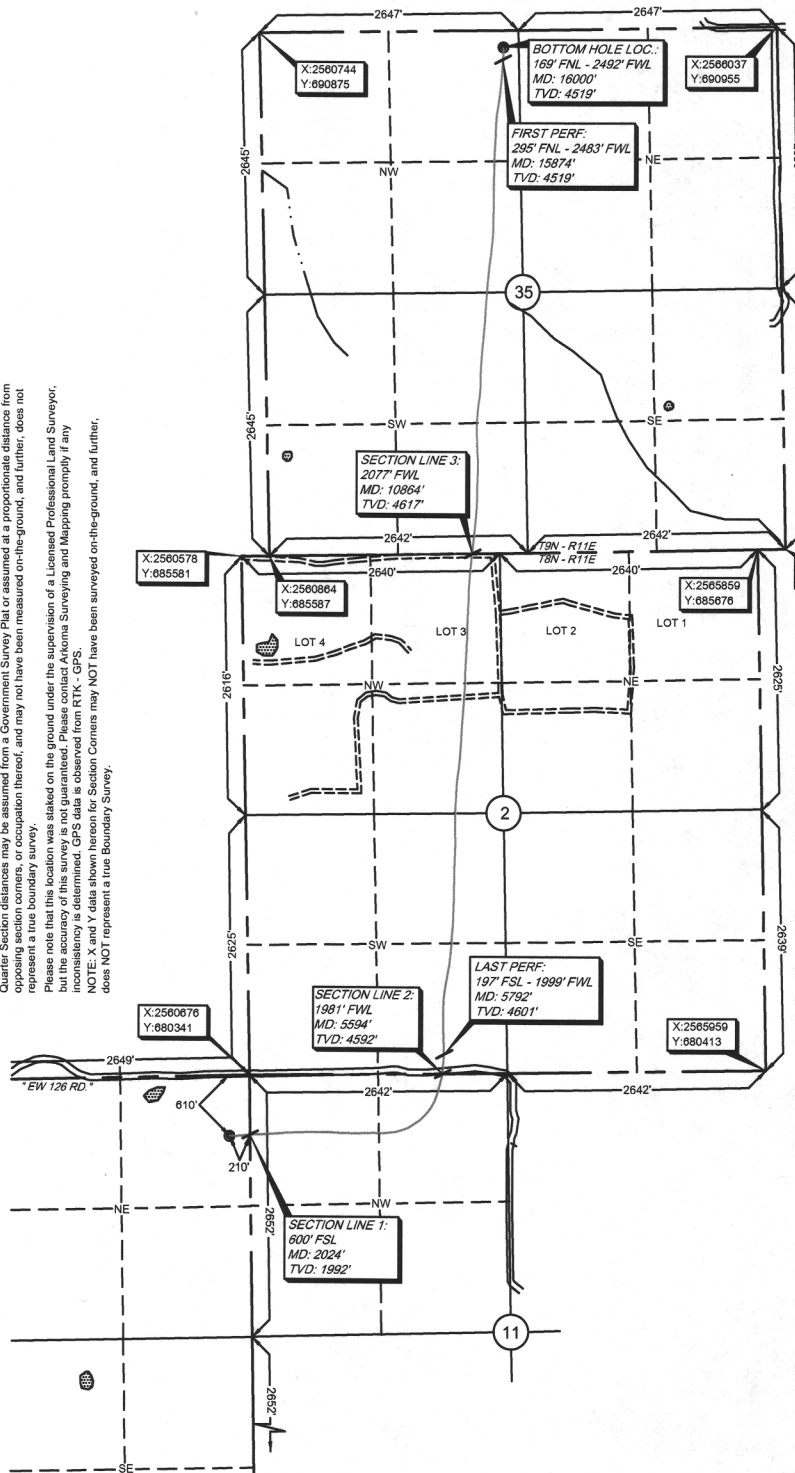 2647'
2647'
X:2560744
Y:690875
BOTTOM HOLE LOC.:
169' FNL - 2492' FWL
MD: 16000'
TVD: 4519'
X:2566037
Y:690955
FIRST PERF:
295' FNL - 2483' FWL
MD: 15874'
TVD: 4519'
2645'
NW
NE
35
2645'
SW
SE
SECTION LINE 3:
2077' FWL
MD: 10864'
TVD: 4617'
2642'
2642'
T9N - R11E
T8N - R11E
X:2560578
Y:685581
2640'
2640'
X:2560864
Y:685587
X:2565859
Y:685676
LOT 4
LOT 3
LOT 2
LOT 1
2616'
NW
NE
2625'
2
2625'
SW
SE
2639'
LAST PERF:
197' FSL - 1999' FWL
MD: 5792'
TVD: 4601'
SECTION LINE 2:
1981' FWL
MD: 5594'
TVD: 4592'
X:2560676
Y:680341
X:2565959
Y:680413
2649'
"EW 126 RD."
2642'
2642'
610'
210'
NE
NW
2652'
SECTION LINE 1:
600' FSL
MD: 2024'
TVD: 1992'
11
2652'
SE
Quarter Section distances may be assumed from a Government Survey Plat or assumed at a proportionate distance from
opposing section corners, or occupation thereof, and may not have been measured on-the-ground, and further, does not
represent a true boundary survey.
Please note that this location was staked on the ground under the supervision of a Licensed Professional Land Surveyor,
but the accuracy of this survey is not guaranteed. Please contact Arkoma Surveying and Mapping promptly if any
inconsistency is determined. GPS data is observed from RTK - GPS.
NOTE: X and Y data shown hereon for Section Corners may NOT have been surveyed on-the-ground, and further,
does NOT represent a true Boundary Survey.